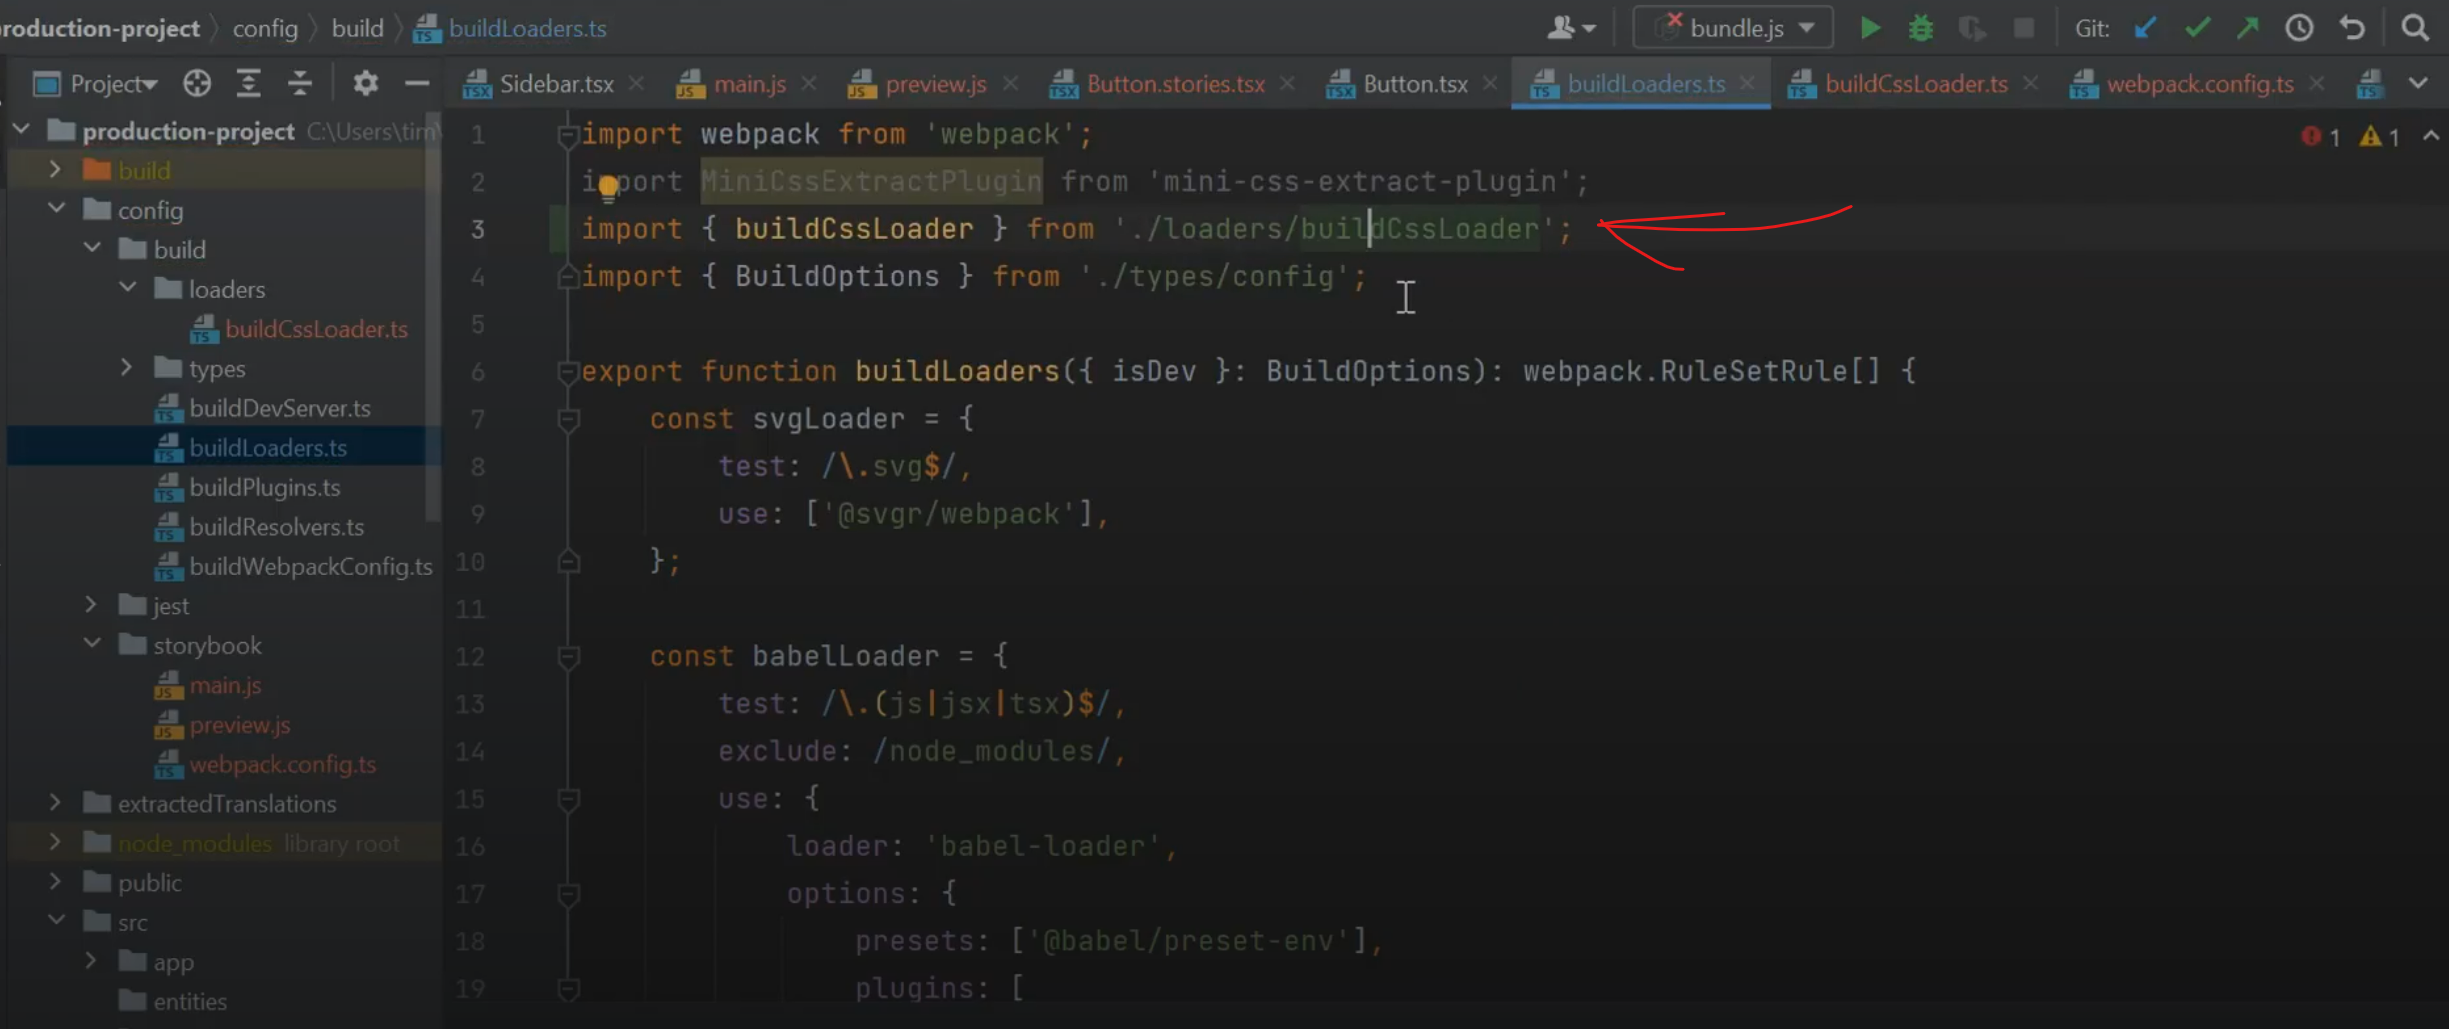 production-project config build buildLoaders.ts
bundle.js
Git:
Project
Sidebar.tsx
main.js
preview.js
Button.stories.tsx
Button.tsx
buildLoaders.ts
buildCssLoader.ts
webpack.config.ts
production-project C:\Users\tim\
build
config
build
loaders
buildCssLoader.ts
types
buildDevServer.ts
buildLoaders.ts
buildPlugins.ts
buildResolvers.ts
buildWebpackConfig.ts
jest
storybook
main.js
preview.js
webpack.config.ts
extractedTranslations
node_modules library root
public
src
app
entities
1 import webpack from 'webpack';
2 import MiniCssExtractPlugin from 'mini-css-extract-plugin';
3 import { buildCssLoader } from './loaders/buildCssLoader';
4 import { BuildOptions } from './types/config';
5
6 export function buildLoaders({ isDev }: BuildOptions): webpack.RuleSetRule[] {
7 const svgLoader = {
8 test: /\.svg$/,
9 use: ['@svgr/webpack'],
10 };
11
12 const babelLoader = {
13 test: /\.(js|jsx|tsx)$/,
14 exclude: /node_modules/,
15 use: {
16 loader: 'babel-loader',
17 options: {
18 presets: ['@babel/preset-env'],
19 plugins: [
1 1